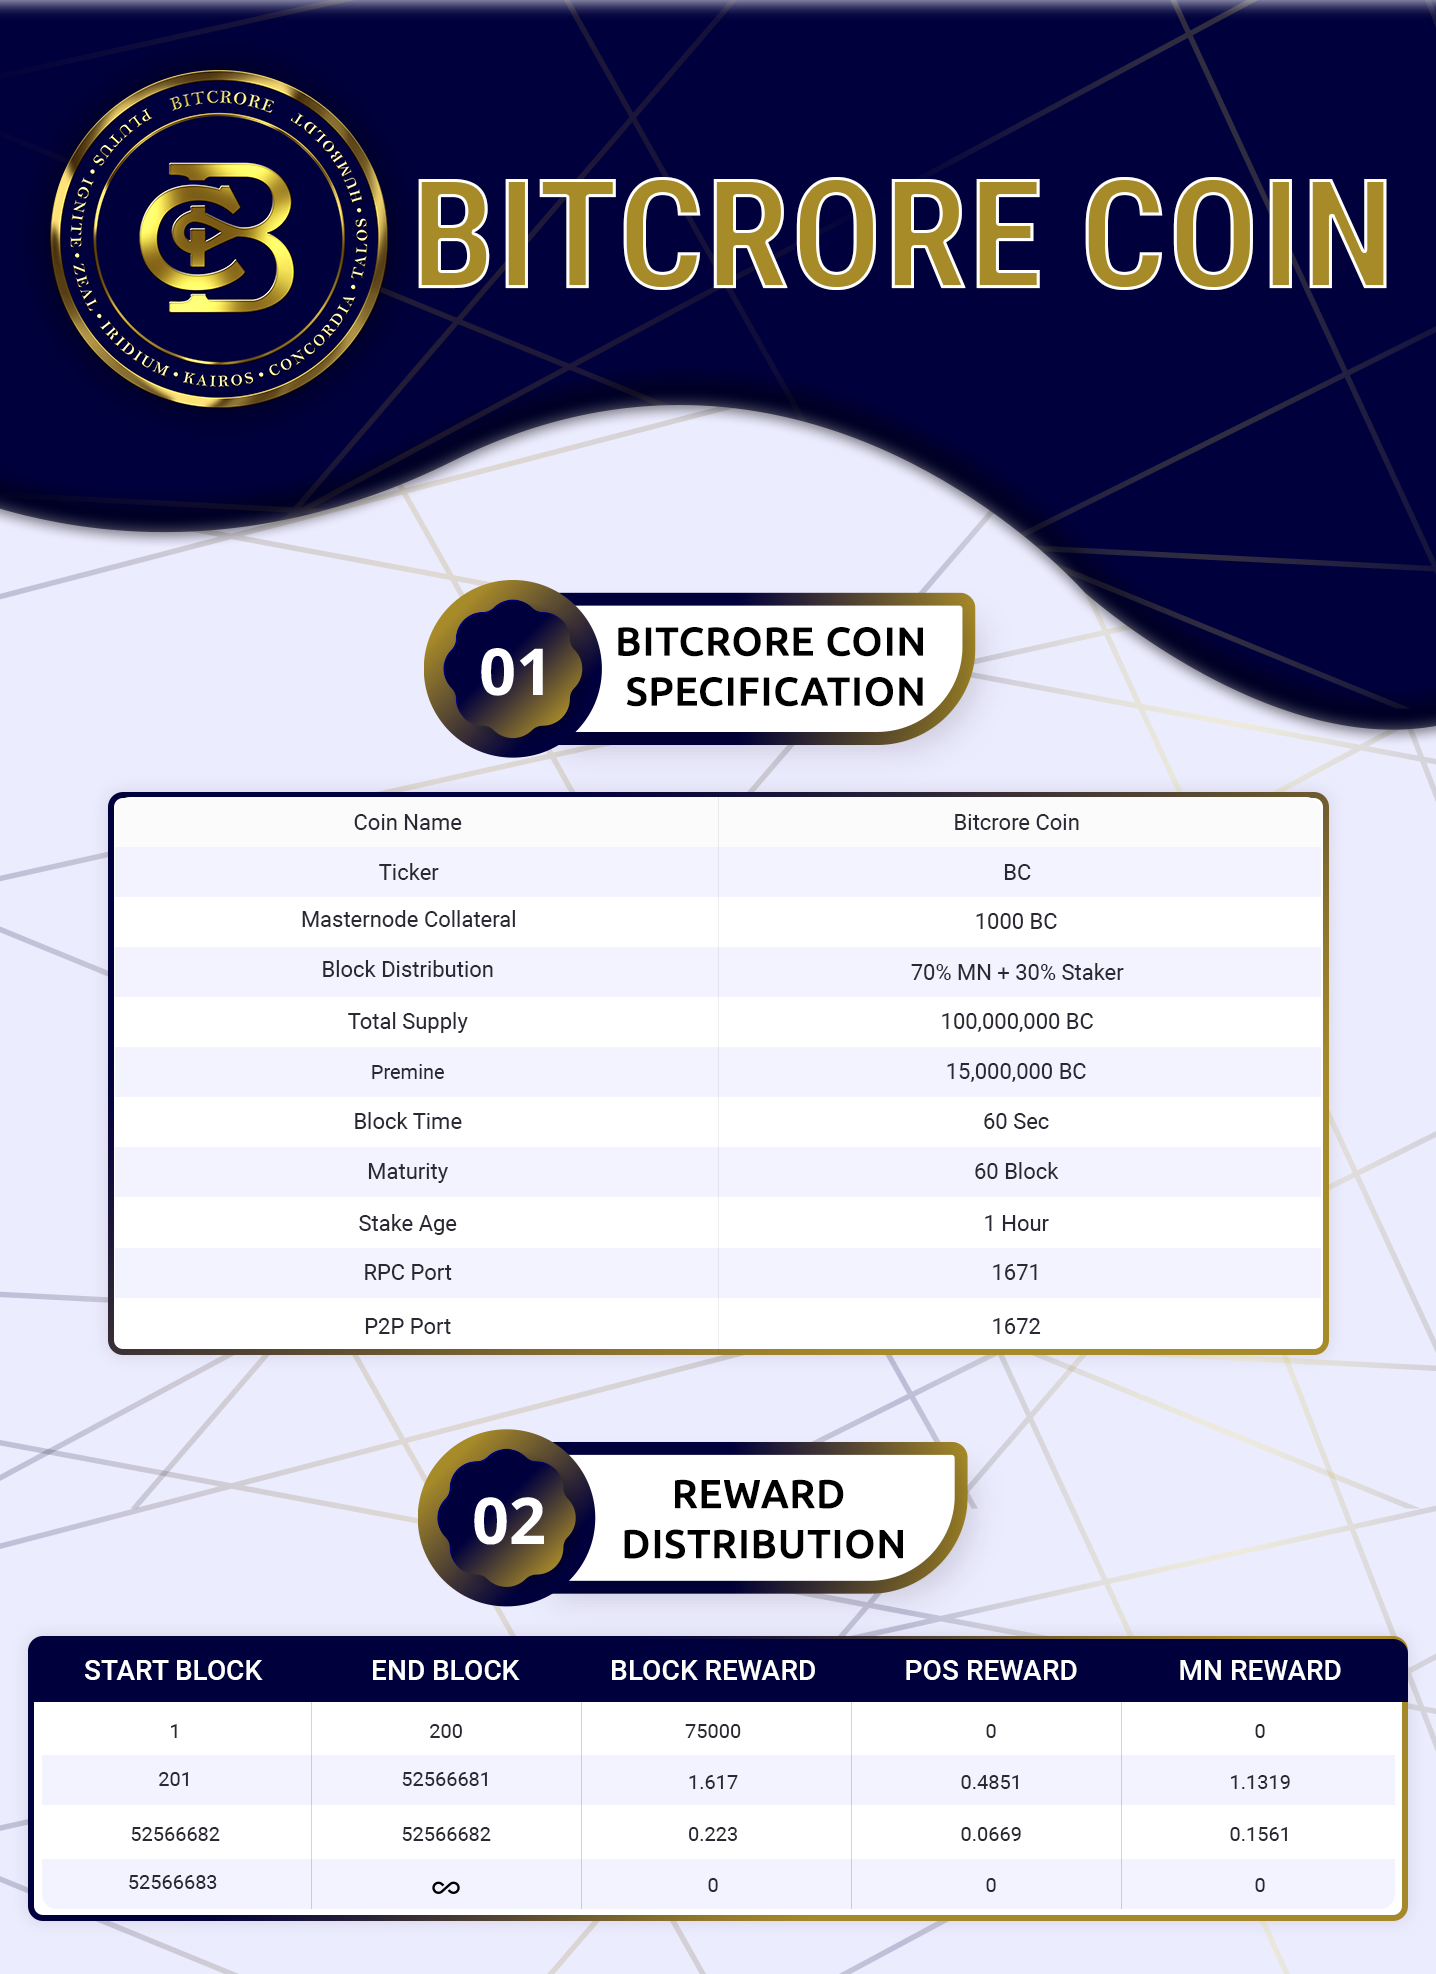 BITCRORE
HUMBOLDT • SOLAT • CONCORDIA • KAIROS • IRIDIUM • ZEAL • IGNITE • PLUTUS
BITCRORE COIN
01
BITCRORE COIN
SPECIFICATION
Coin Name Bitcrore Coin
Ticker BC
Masternode Collateral 1000 BC
Block Distribution 70% MN + 30% Staker
Total Supply 100,000,000 BC
Premine 15,000,000 BC
Block Time 60 Sec
Maturity 60 Block
Stake Age 1 Hour
RPC Port 1671
P2P Port 1672
02
REWARD
DISTRIBUTION
START BLOCK END BLOCK BLOCK REWARD POS REWARD MN REWARD
1 200 75000 0 0
201 52566681 1.617 0.4851 1.1319
52566682 52566682 0.223 0.0669 0.1561
52566683 ∞ 0 0 0